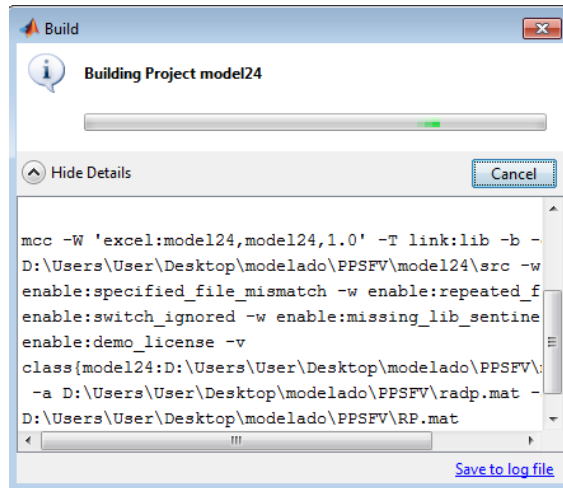 Build
Building Project model24
Hide Details
Cancel
mcc -W 'excel:model24,model24,1.0' -T link:lib -b -
D:\Users\User\Desktop\modelado\PPSFV\model24\src -w
enable:specified_file_mismatch -w enable:repeated_f
enable:switch_ignored -w enable:missing_lib_sentine
enable:demo_license -v
class{model24:D:\Users\User\Desktop\modelado\PPSFV\
-a D:\Users\User\Desktop\modelado\PPSFV\radp.mat -
D:\Users\User\Desktop\modelado\PPSFV\RP.mat
Save to log file